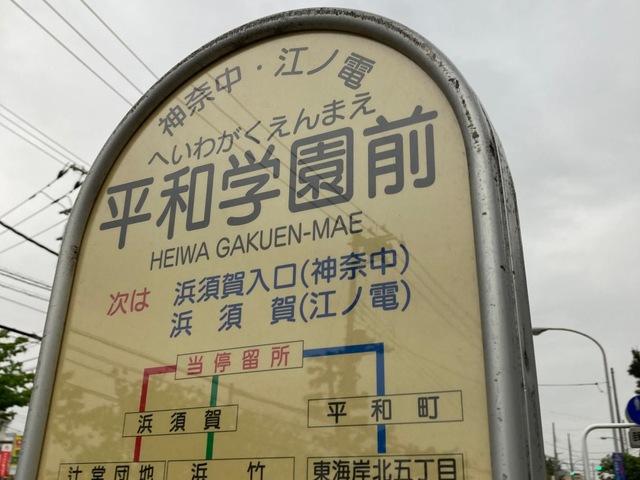 神奈中・江ノ電
へいわがくえんまえ
平和学園前
HEIWA GAKUEN-MAE
次は 浜須賀入口(神奈中)
浜須賀(江ノ電)
当停留所
浜須賀 平和町
辻堂団地 浜竹 東海岸北五丁目